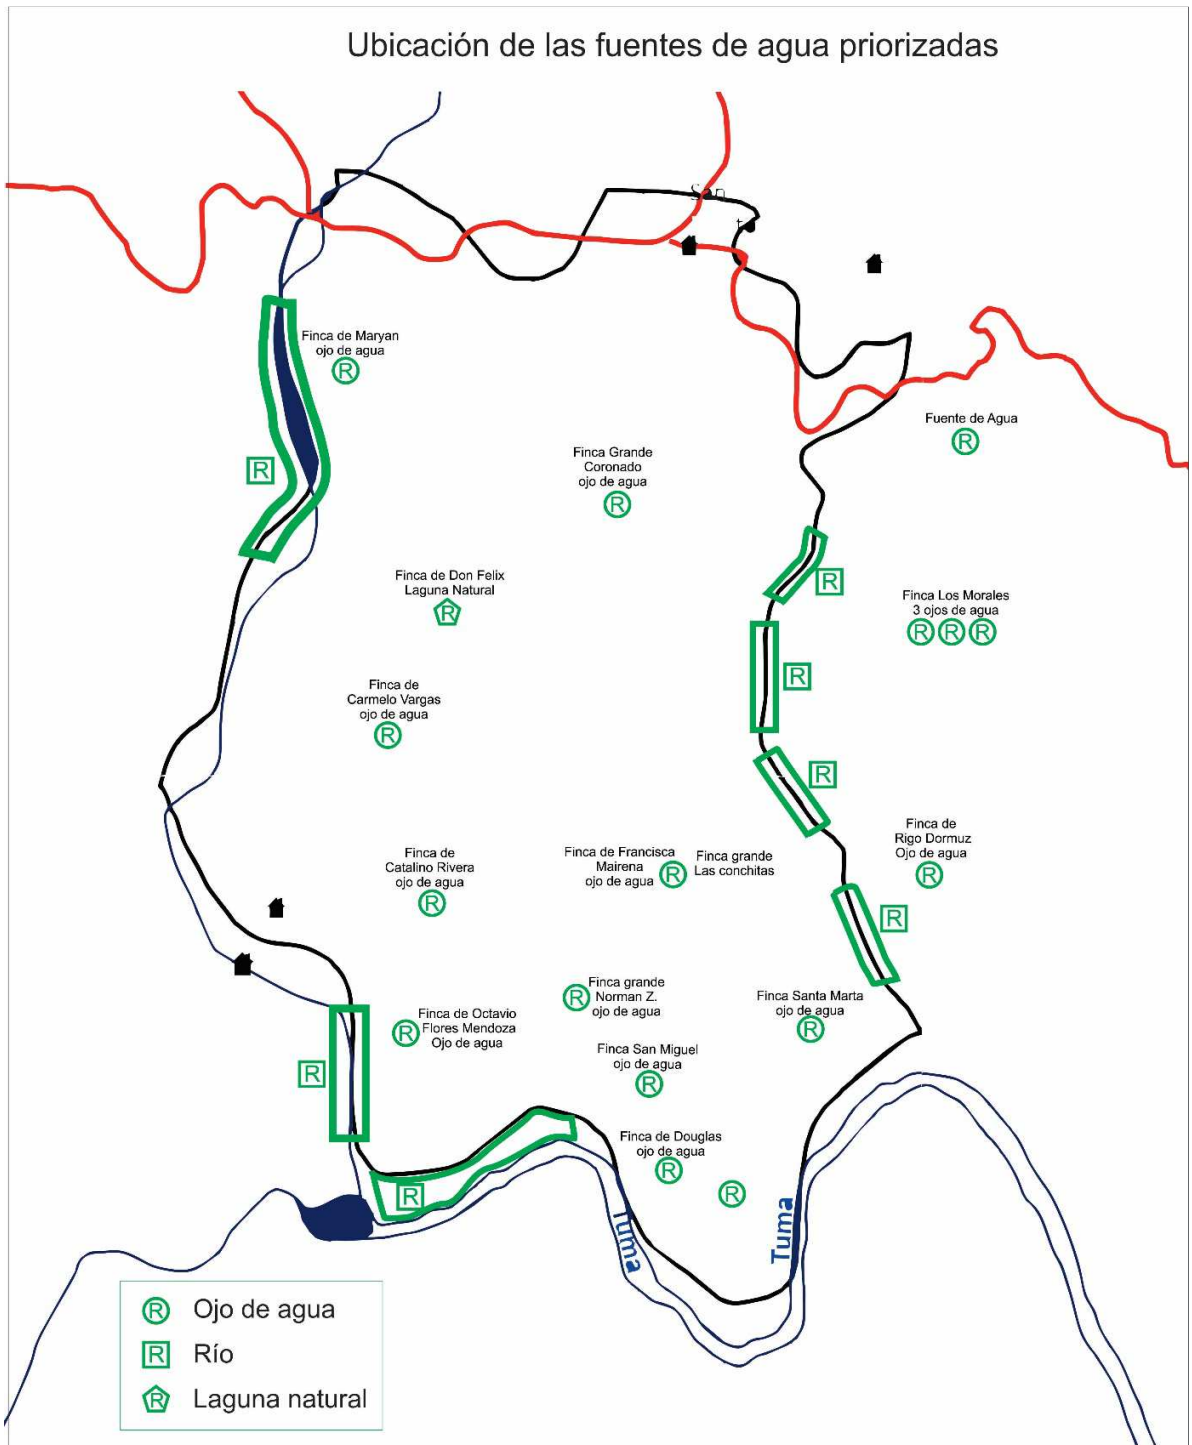 Ubicación de las fuentes de agua priorizadas
San
ta
Finca de Maryan
ojo de agua
R
Fuente de Agua
R
Finca Grande
Coronado
ojo de agua
R
R
Finca de Don Felix
Laguna Natural
R
R
Finca Los Morales
3 ojos de agua
R R R
Finca de
Carmelo Vargas
ojo de agua
R
R
R
Finca de
Rigo Dormuz
Ojo de agua
R
Finca de
Catalino Rivera
ojo de agua
R
Finca de Francisca
Mairena
ojo de agua
R
Finca grande
Las conchitas
R
Finca grande
Norman Z.
ojo de agua
R
Finca Santa Marta
ojo de agua
R
Finca de Octavio
Flores Mendoza
Ojo de agua
R
Finca San Miguel
ojo de agua
R
R
Finca de Douglas
ojo de agua
R
R
R
Tuma
Tuma
R Ojo de agua
R Río
R Laguna natural